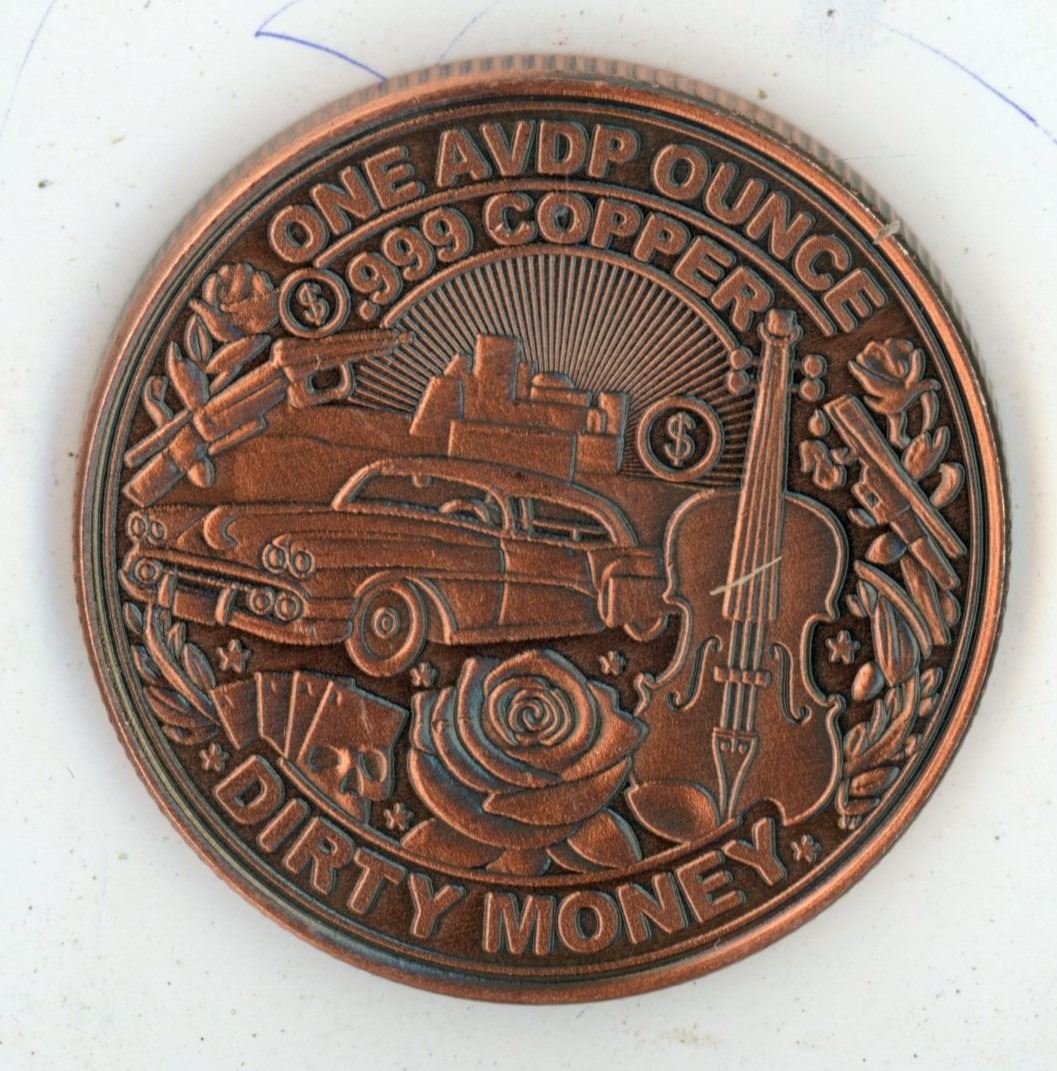 ONE AVDP OUNCE
.999 COPPER
$
$
DIRTY MONEY